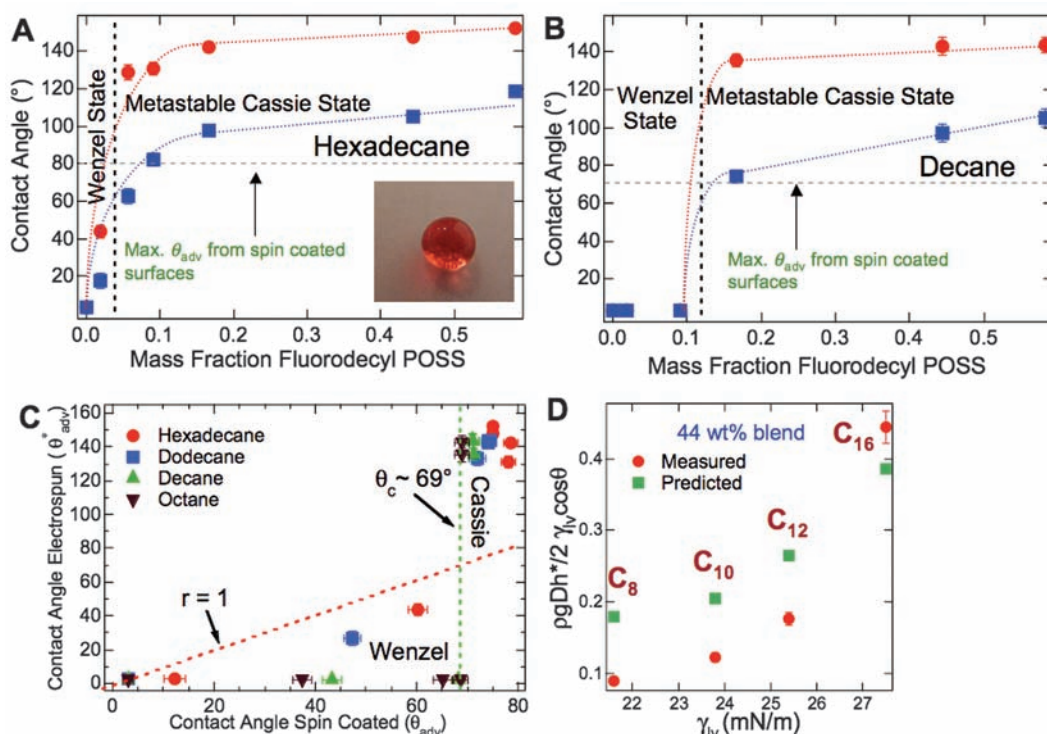 A
140
120
100
80
60
40
20
Contact Angle (°)
Wenzel State
Metastable Cassie State
Hexadecane
Max. θadv from spin coated
surfaces
0.0 0.1 0.2 0.3 0.4 0.5
Mass Fraction Fluorodecyl POSS
B
140
120
100
80
60
40
20
Contact Angle (°)
Wenzel
State
Metastable Cassie State
Decane
Max. θadv from spin coated
surfaces
0.0 0.1 0.2 0.3 0.4 0.5
Mass Fraction Fluorodecyl POSS
C
160
140
120
100
80
60
40
20
0
Contact Angle Electrospun (θ*adv)
Hexadecane
Dodecane
Decane
Octane
θc~ 69°
Cassie
r = 1
Wenzel
0 20 40 60 80
Contact Angle Spin Coated (θadv)
D
0.4
0.3
0.2
0.1
ρgDh*/2 γlvcosθ
44 wt% blend
Measured
Predicted
C16
C12
C10
C8
22 23 24 25 26 27
γlv (mN/m)